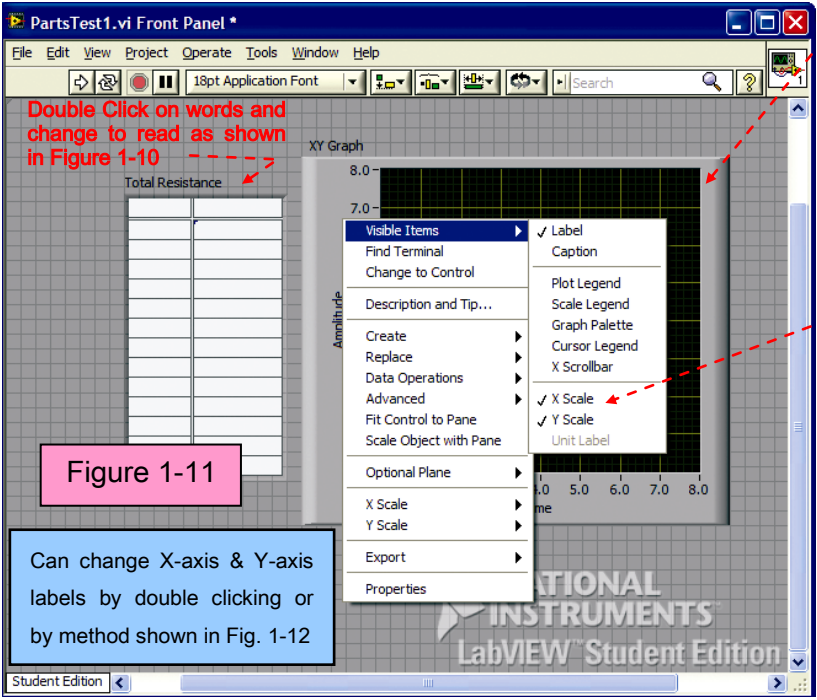 PartsTest1.vi Front Panel *
File Edit View Project Operate Tools Window Help
18pt Application Font
Search
?
1
Double Click on words and
change to read as shown
in Figure 1-10
XY Graph
Total Resistance
8.0
7.0
Amplitude
Visible Items
Find Terminal
Change to Control
Description and Tip...
Create
Replace
Data Operations
Advanced
Fit Control to Pane
Scale Object with Pane
Optional Plane
X Scale
Y Scale
Export
Properties
Label
Caption
Plot Legend
Scale Legend
Graph Palette
Cursor Legend
X Scrollbar
X Scale
Y Scale
Unit Label
5.0 6.0 7.0 8.0
me
Figure 1-11
Can change X-axis & Y-axis
labels by double clicking or
by method shown in Fig. 1-12
TIONAL
INSTRUMENTS
LabVIEW™ Student Edition
Student Edition